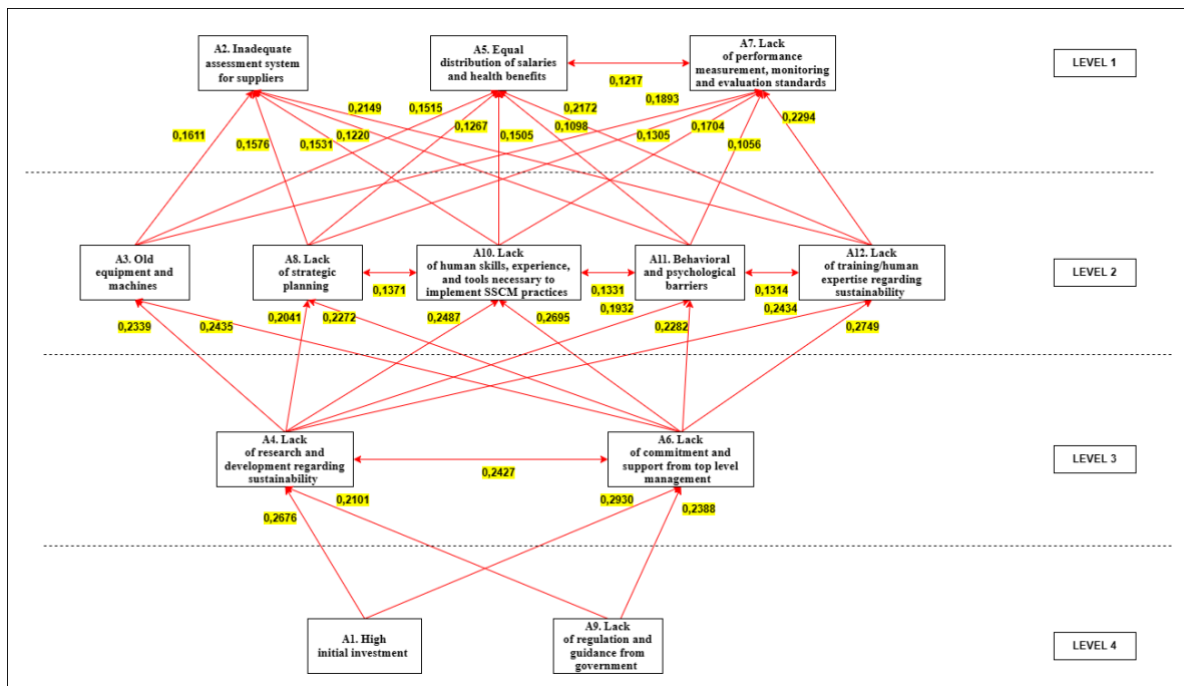 A2. Inadequate
assessment system
for suppliers
A5. Equal
distribution of salaries
and health benefits
A7. Lack
of performance
measurement, monitoring
and evaluation standards
LEVEL 1
0,1217
0,1893
0,2149
0,1515
0,2172
0,2294
0,1611
0,1576
0,1531
0,1220
0,1267
0,1505
0,1098
0,1305
0,1704
0,1056
A3. Old
equipment and
machines
A8. Lack
of strategic
planning
A10. Lack
of human skills, experience,
and tools necessary to
implement SSCM practices
A11. Behavioral
and psychological
barriers
A12. Lack
of training/human
expertise regarding
sustainability
LEVEL 2
0,1371
0,1331
0,1314
0,2339
0,2435
0,2041
0,2272
0,2487
0,2695
0,1932
0,2282
0,2434
0,2749
A4. Lack
of research and
development regarding
sustainability
A6. Lack
of commitment and
support from top level
management
LEVEL 3
0,2427
0,2676
0,2101
0,2930
0,2388
A1. High
initial investment
A9. Lack
of regulation and
guidance from
government
LEVEL 4